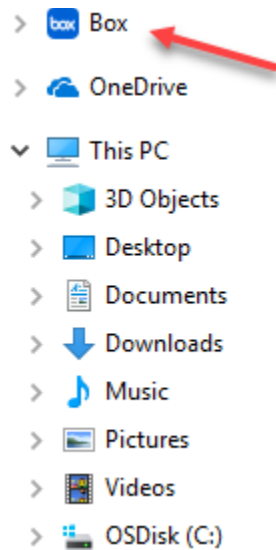 box Box
OneDrive
This PC
3D Objects
Desktop
Documents
Downloads
Music
Pictures
Videos
OSDisk (C:)